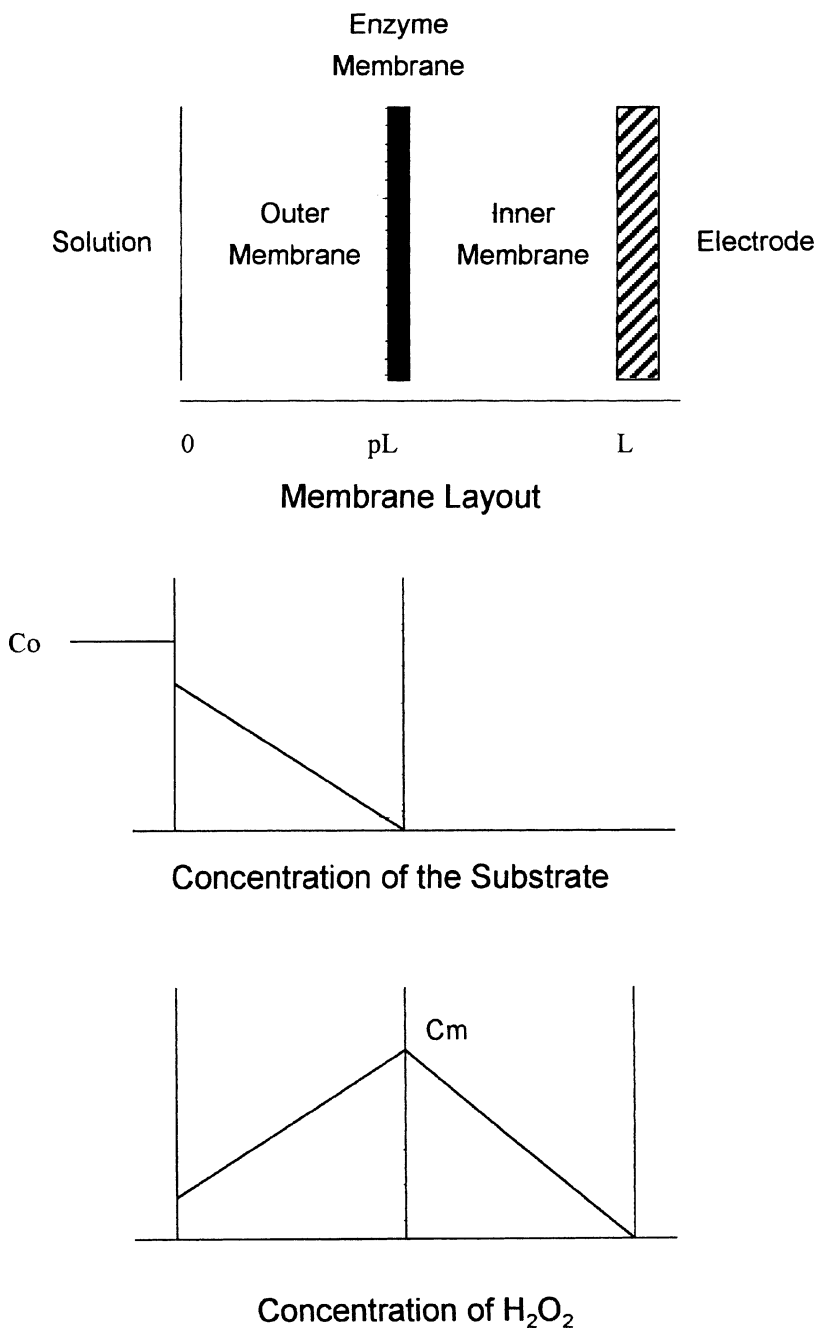 Enzyme
Membrane
Solution
Outer
Membrane
Inner
Membrane
Electrode
0 pL L
Membrane Layout
Co
Concentration of the Substrate
Cm
Concentration of H₂O₂